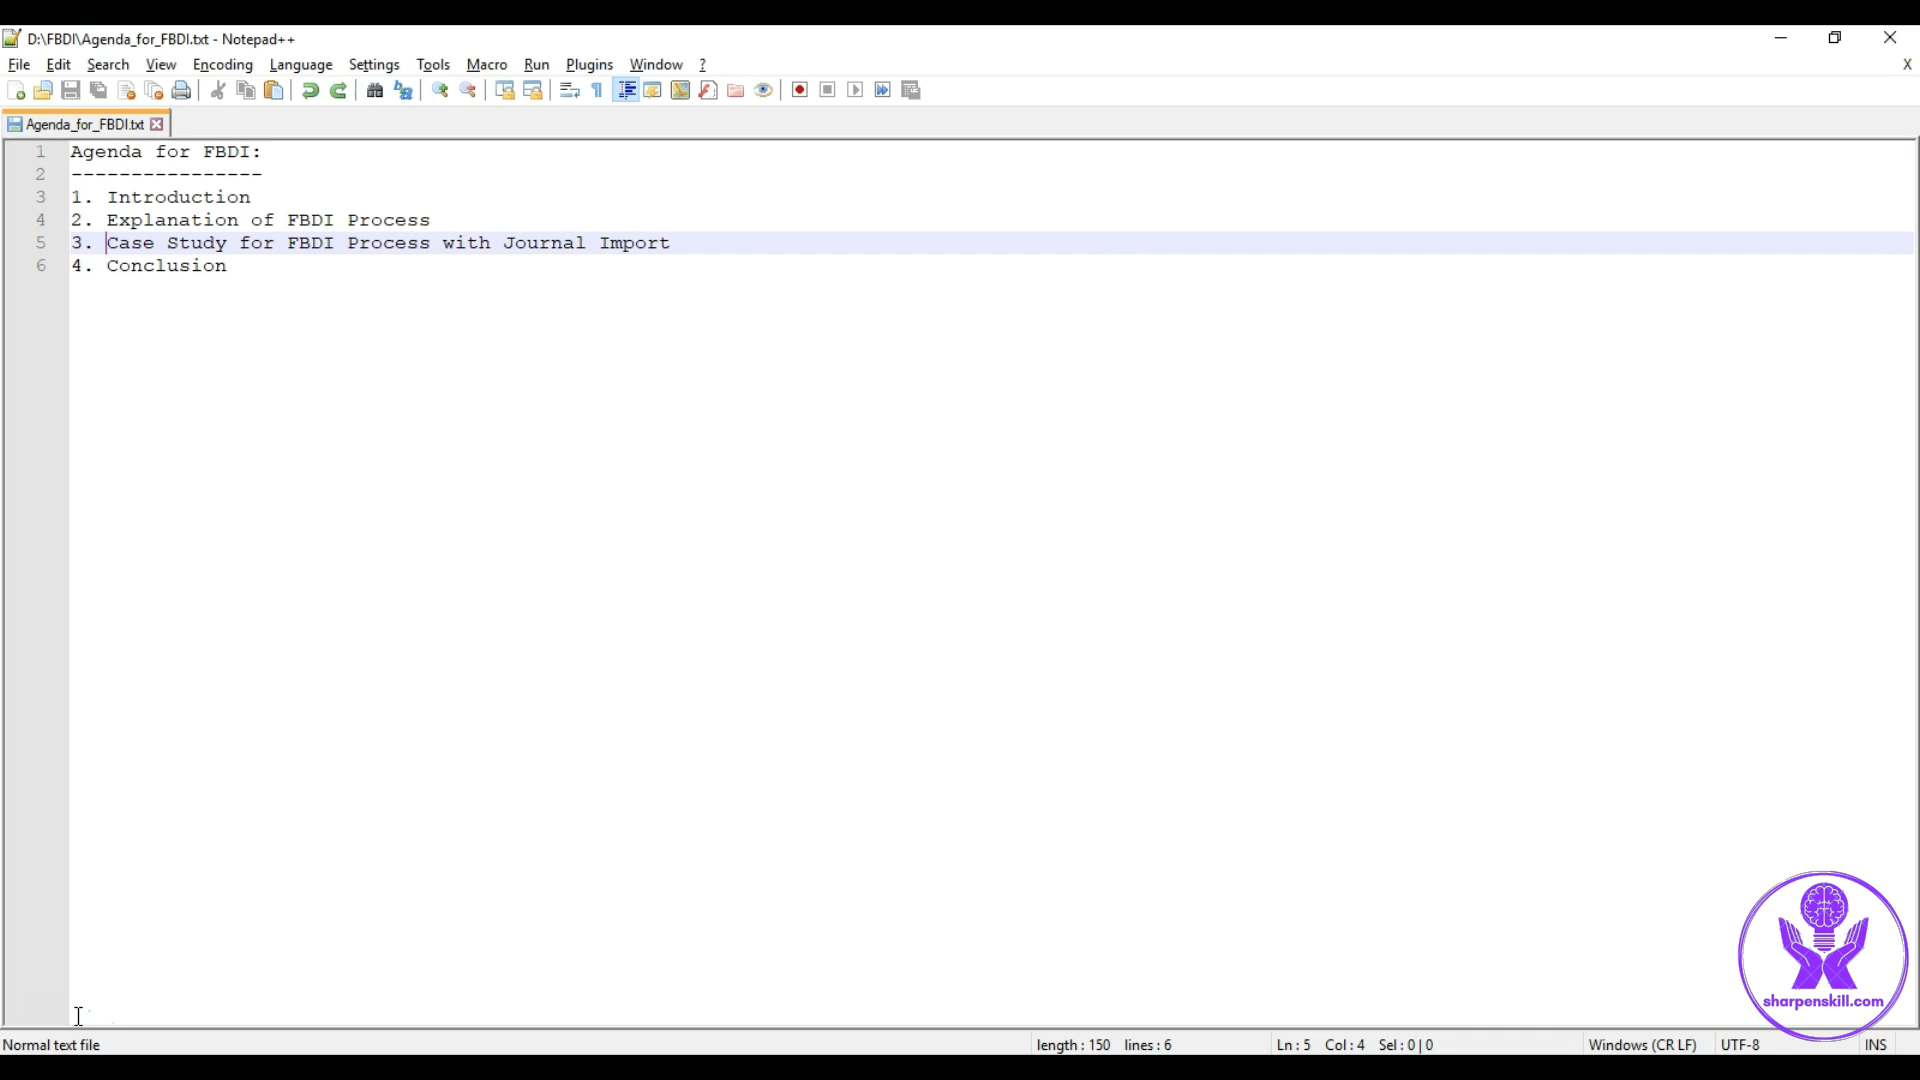 D:\FBDI\Agenda_for_FBDI.txt - Notepad++
File Edit Search View Encoding Language Settings Tools Macro Run Plugins Window ? X
Agenda_for_FBDI.txt
1 Agenda for FBDI:
2 ----------------
3 1. Introduction
4 2. Explanation of FBDI Process
5 3. Case Study for FBDI Process with Journal Import
6 4. Conclusion
sharpenskill.com
Normal text file length : 150 lines : 6 Ln : 5 Col : 4 Sel : 0 | 0 Windows (CR LF) UTF-8 INS